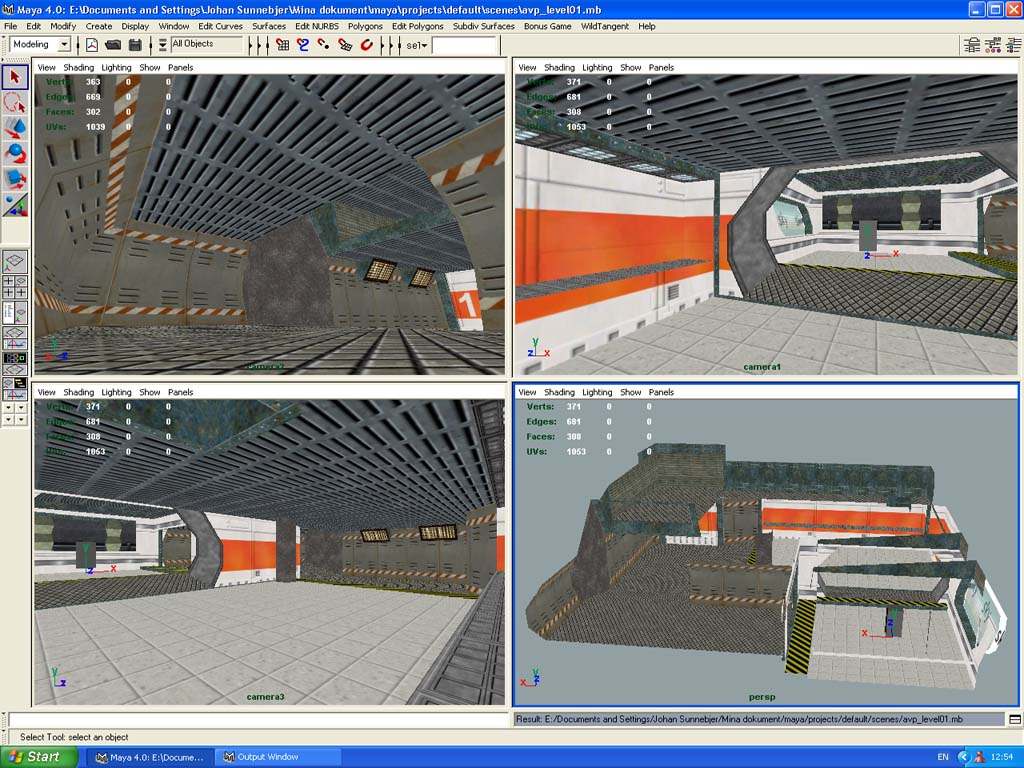 Maya 4.0: E:\Documents and Settings\Johan Sunnebjer\Mina dokument\maya\projects\default\scenes\avp_level01.mb
File Edit Modify Create Display Window Edit Curves Surfaces Edit NURBS Polygons Edit Polygons Subdiv Surfaces Bonus Game WildTangent Help
Modeling All Objects sel
View Shading Lighting Show Panels
Verts: 363 0 0
Edges: 669 0 0
Faces: 302 0 0
UVs: 1039 0 0
1
camera2
View Shading Lighting Show Panels
Verts: 371 0 0
Edges: 681 0 0
Faces: 308 0 0
UVs: 1053 0 0
z x
y
z x
camera1
View Shading Lighting Show Panels
Verts: 371 0 0
Edges: 681 0 0
Faces: 308 0 0
UVs: 1053 0 0
y
z x
y
z
camera3
View Shading Lighting Show Panels
Verts: 371 0 0
Edges: 681 0 0
Faces: 308 0 0
UVs: 1053 0 0
z
x
y
x z
persp
Result: E:/Documents and Settings/Johan Sunnebjer/Mina dokument/maya/projects/default/scenes/avp_level01.mb
Select Tool: select an object
Start Maya 4.0: E:\Docume... Output Window EN 12:54